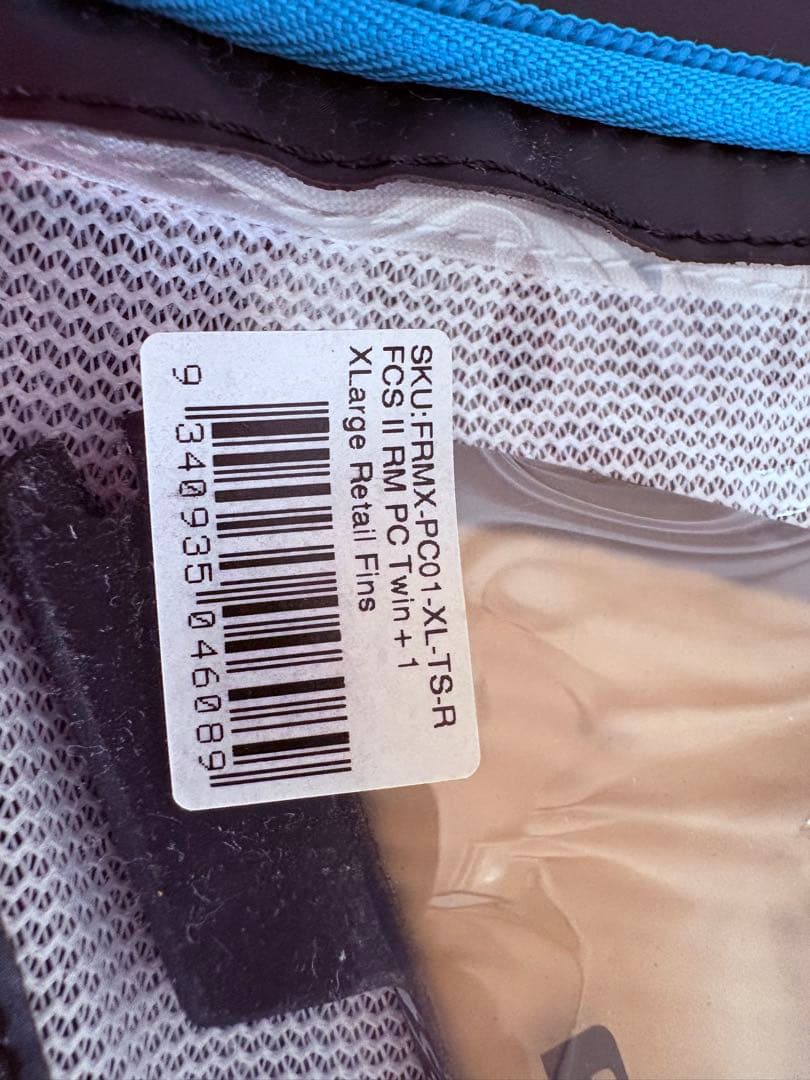 SKU:FRMX-PC01-XL-TS-R
FCS II RM PC Twin + 1
XLarge Retail Fins
9 340935 046089